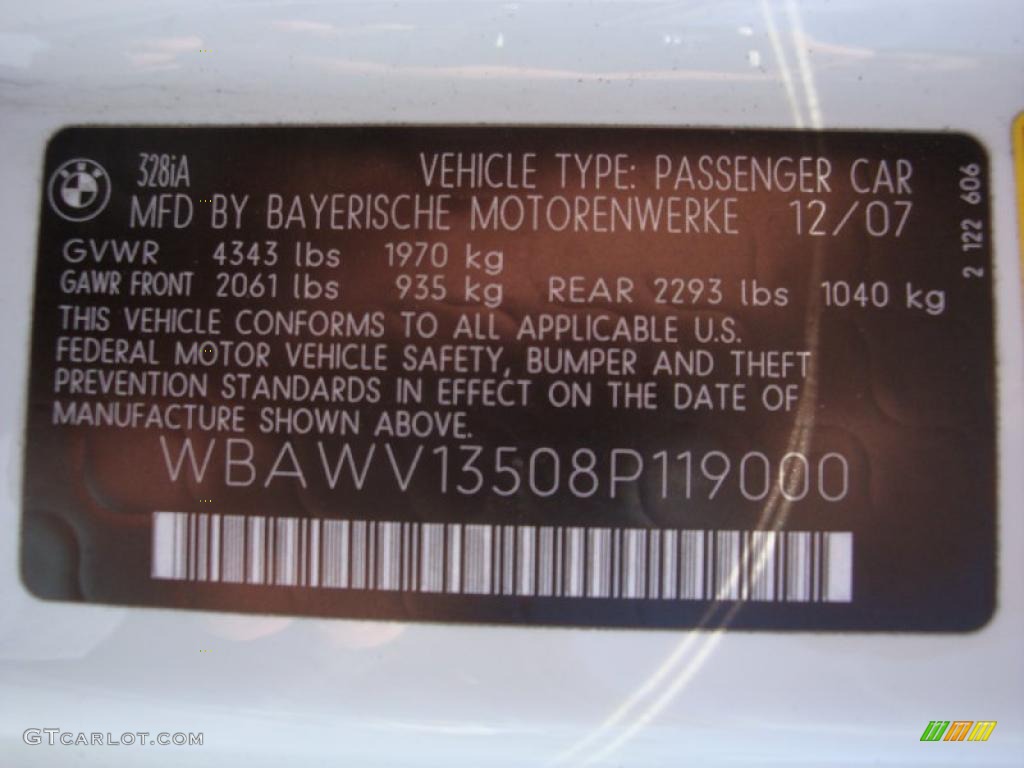 328iA VEHICLE TYPE: PASSENGER CAR
MFD BY BAYERISCHE MOTORENWERKE 12/07
GVWR 4343 lbs 1970 kg
GAWR FRONT 2061 lbs 935 kg REAR 2293 lbs 1040 kg
THIS VEHICLE CONFORMS TO ALL APPLICABLE U.S.
FEDERAL MOTOR VEHICLE SAFETY, BUMPER AND THEFT
PREVENTION STANDARDS IN EFFECT ON THE DATE OF
MANUFACTURE SHOWN ABOVE.
WBAWV13508P119000
2 122 606
GTCARLOT.COM